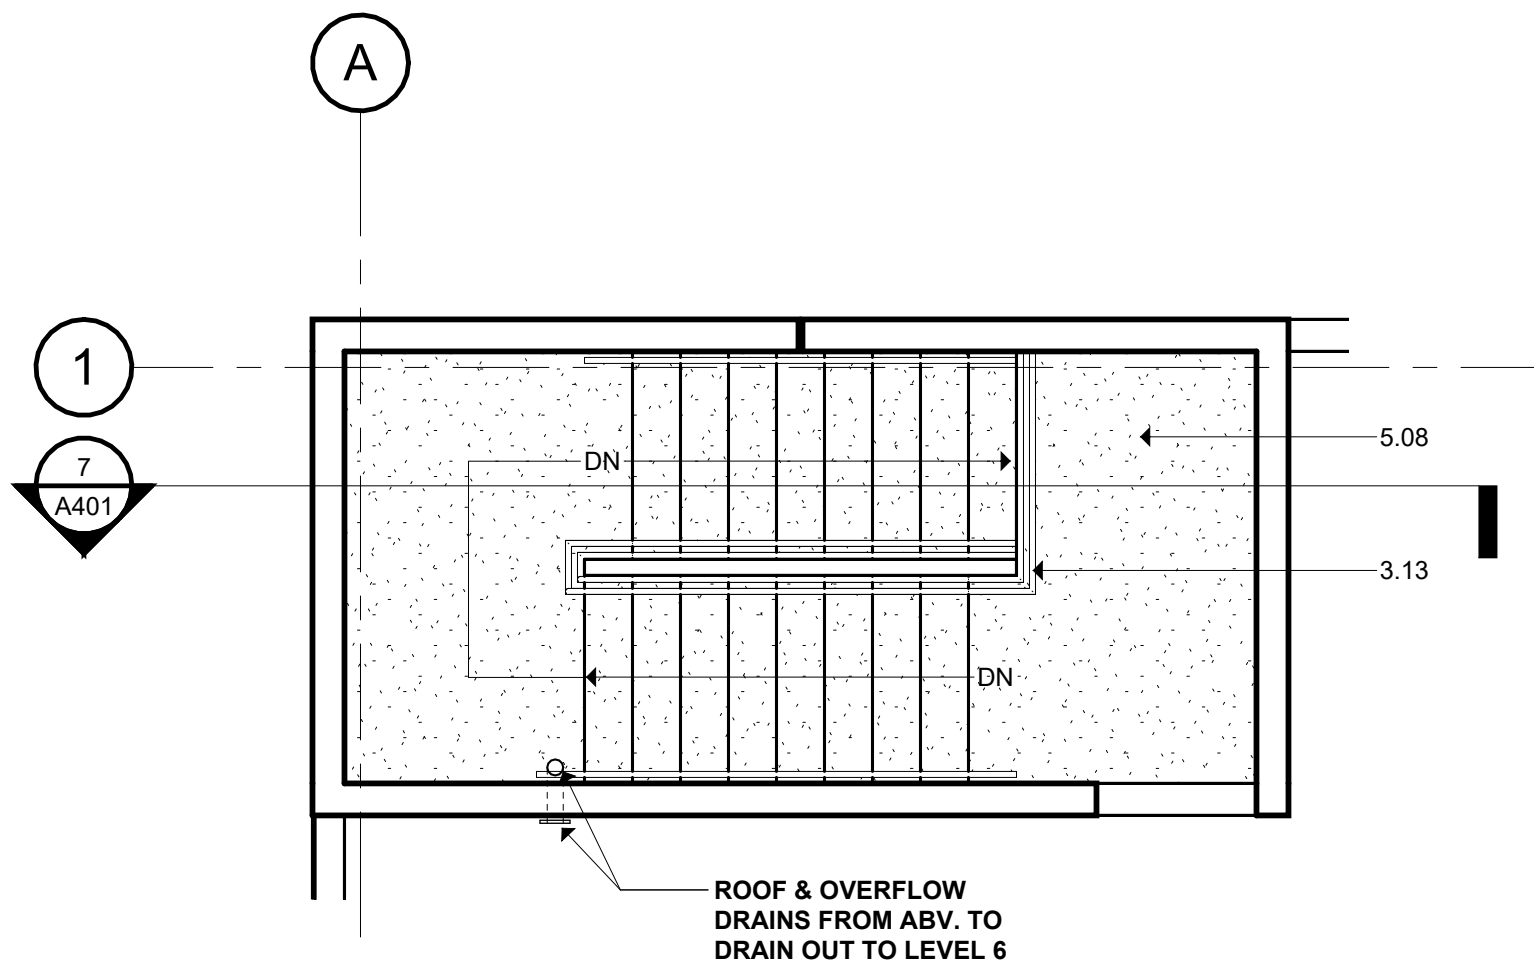 A
1
7
A401
5.08
DN
3.13
DN
ROOF & OVERFLOW
DRAINS FROM ABV. TO
DRAIN OUT TO LEVEL 6